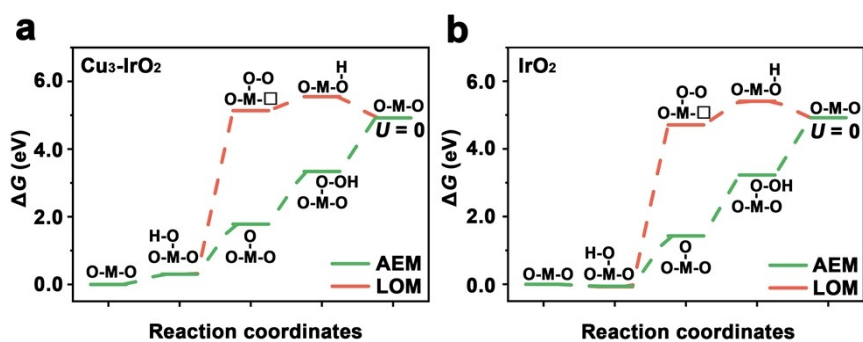 a
Cu₃-IrO₂
ΔG (eV)
6.0
4.0
2.0
0.0
O-M-O
H-O
O-M-O
O-O
O-M-□
H
O-M-O
O-M-O
U = 0
O
O-M-O
O-OH
O-M-O
AEM
LOM
Reaction coordinates
b
IrO₂
ΔG (eV)
6.0
4.0
2.0
0.0
O-M-O
H-O
O-M-O
O-O
O-M-□
H
O-M-O
O-M-O
U = 0
O
O-M-O
O-OH
O-M-O
AEM
LOM
Reaction coordinates